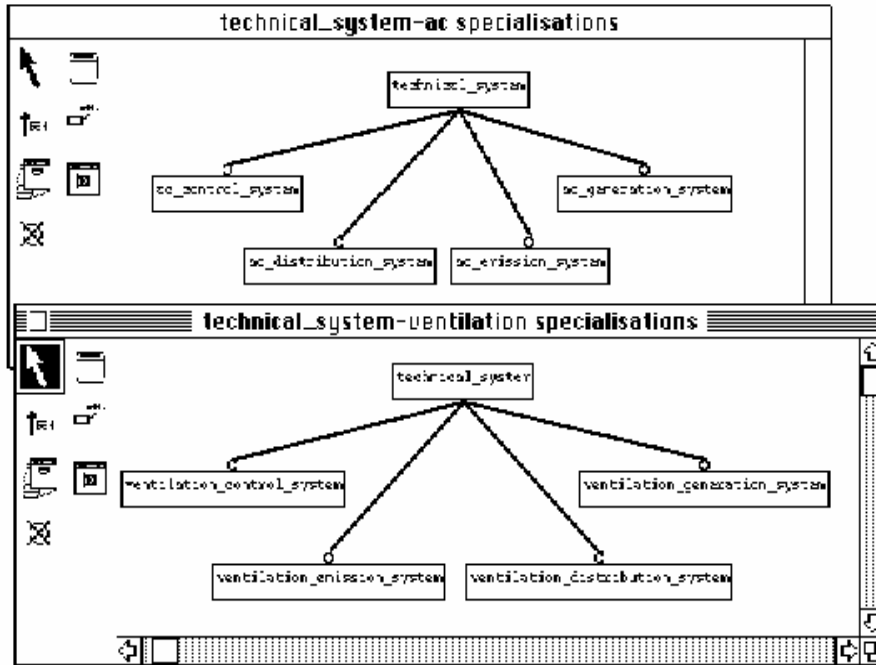 technical_system-ac specialisations
technical_system
ac_control_system
ac_generation_system
ac_distribution_system
ac_emission_system
technical_system-ventilation specialisations
technical_system
ventilation_control_system
ventilation_generation_system
ventilation_emission_system
ventilation_distribution_system